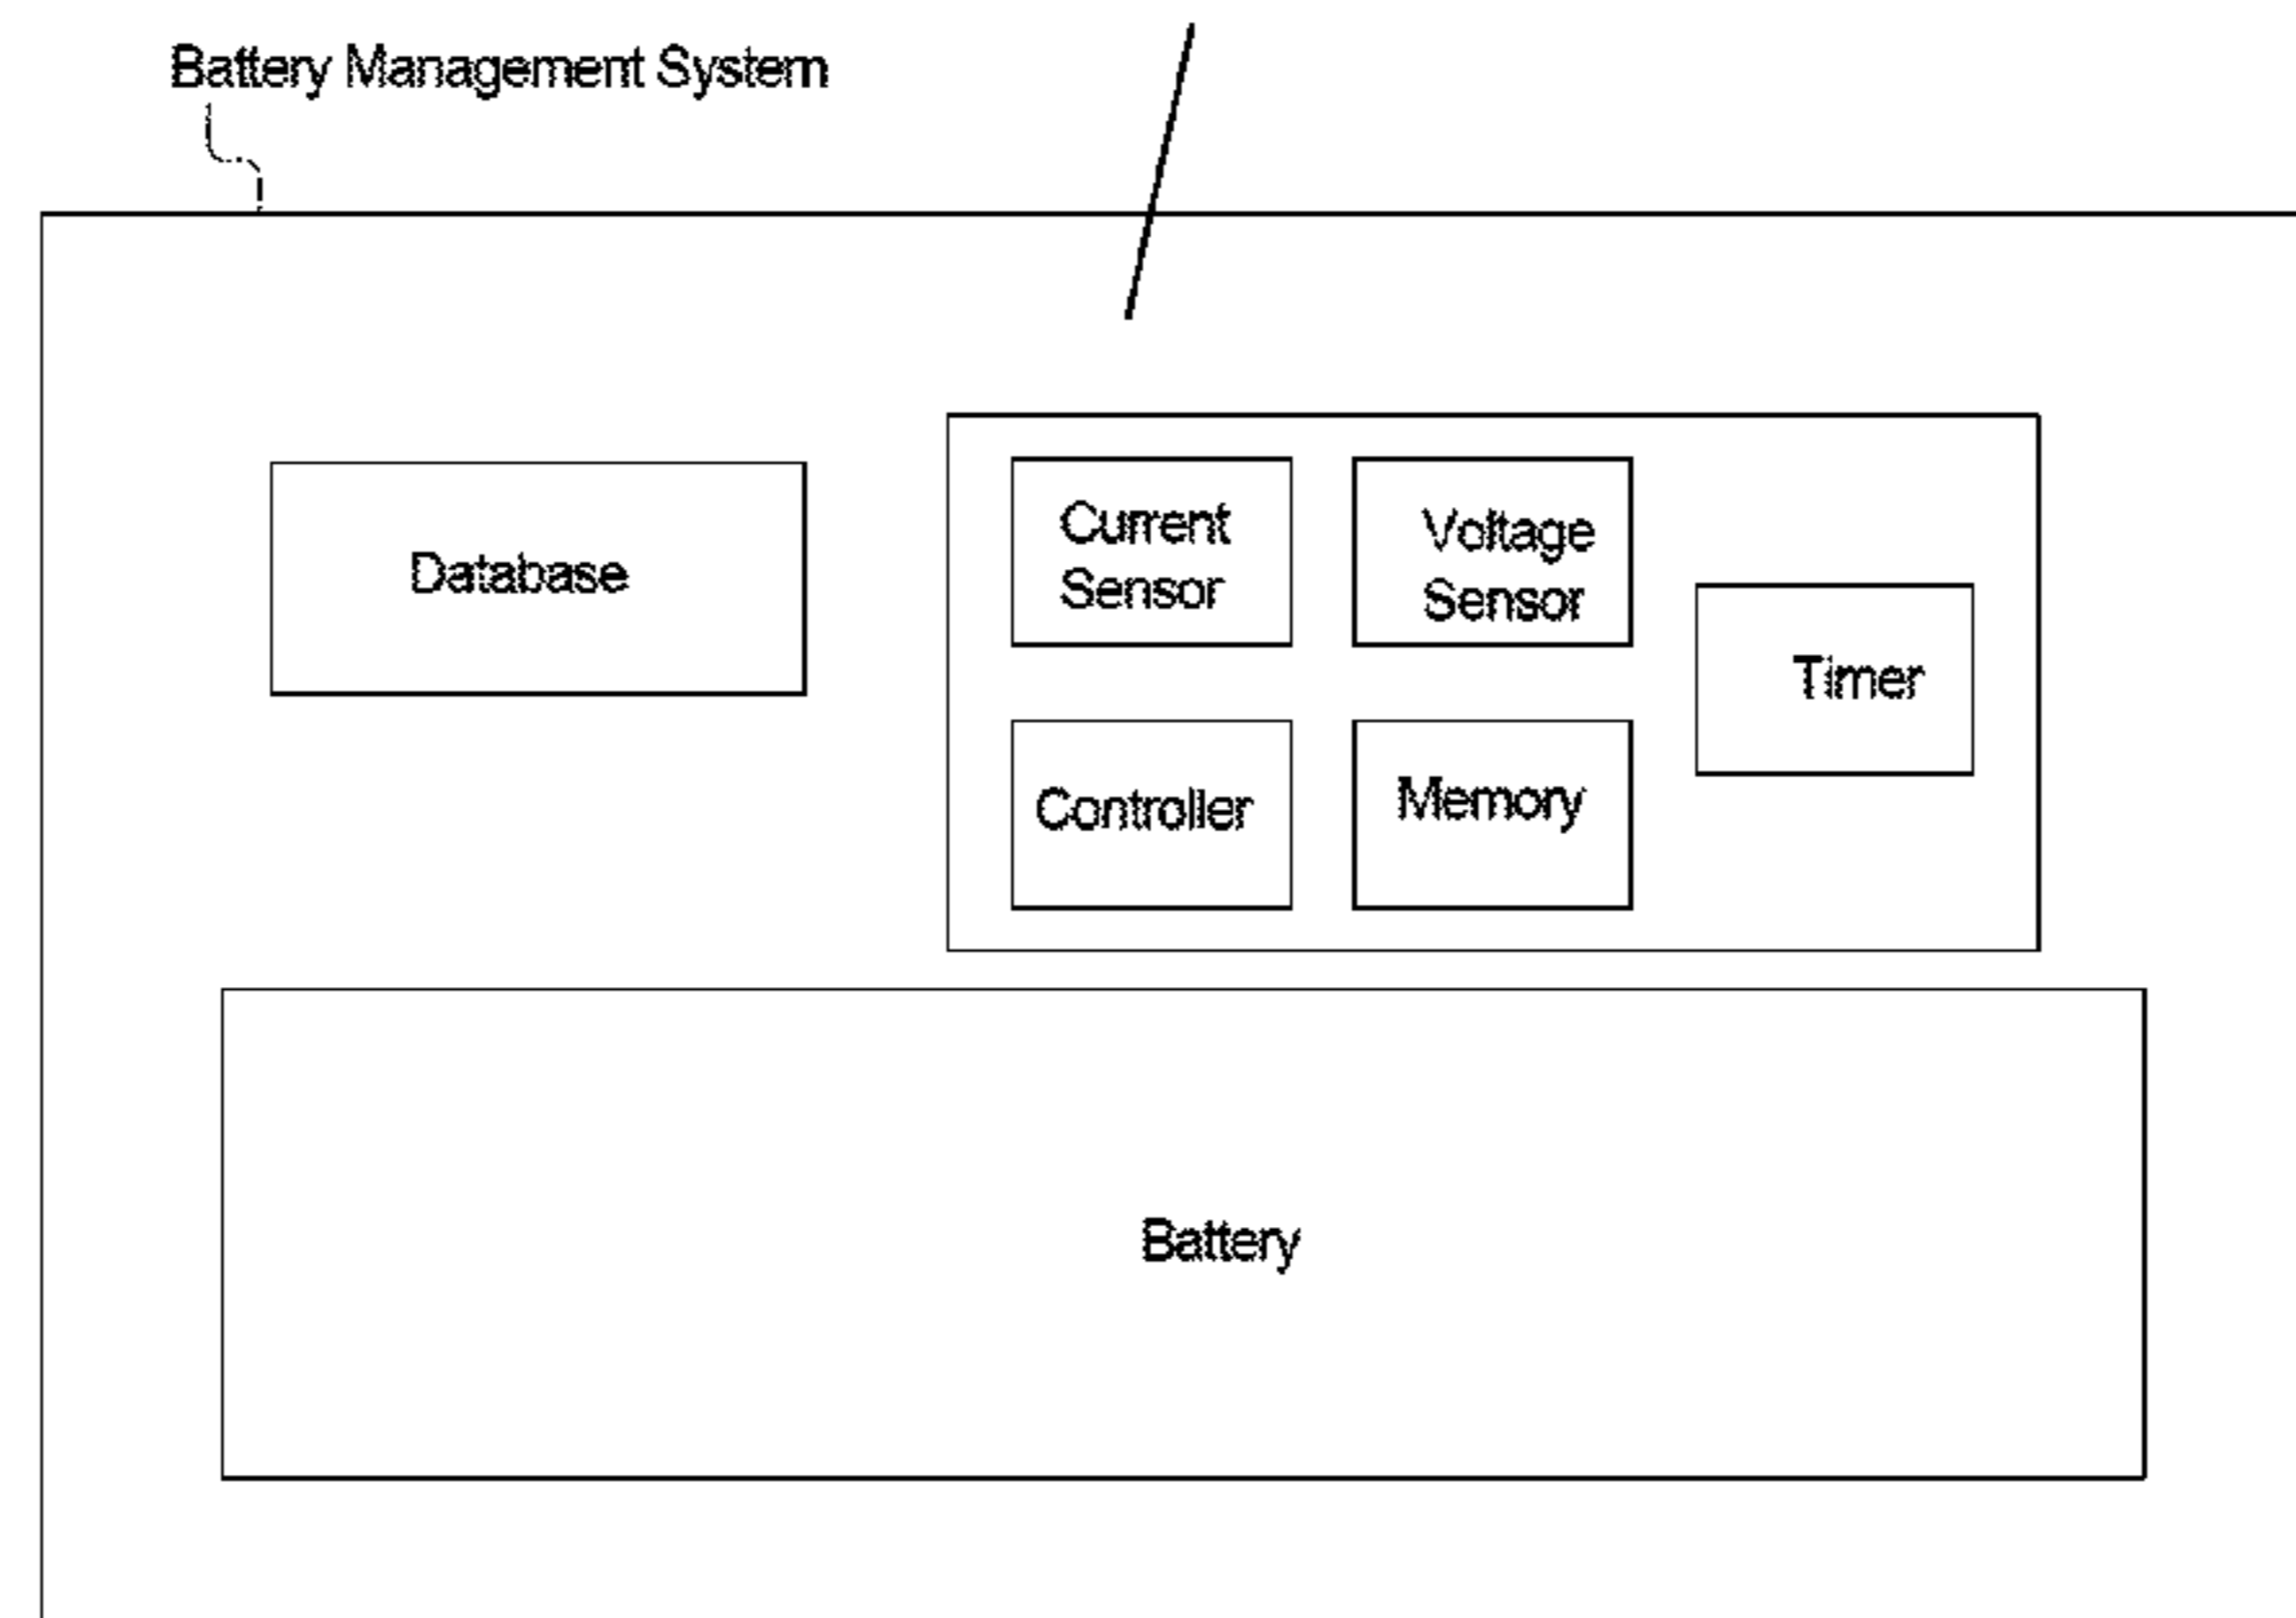 Battery Management System
Database
Current
Sensor
Voltage
Sensor
Timer
Controller
Memory
Battery